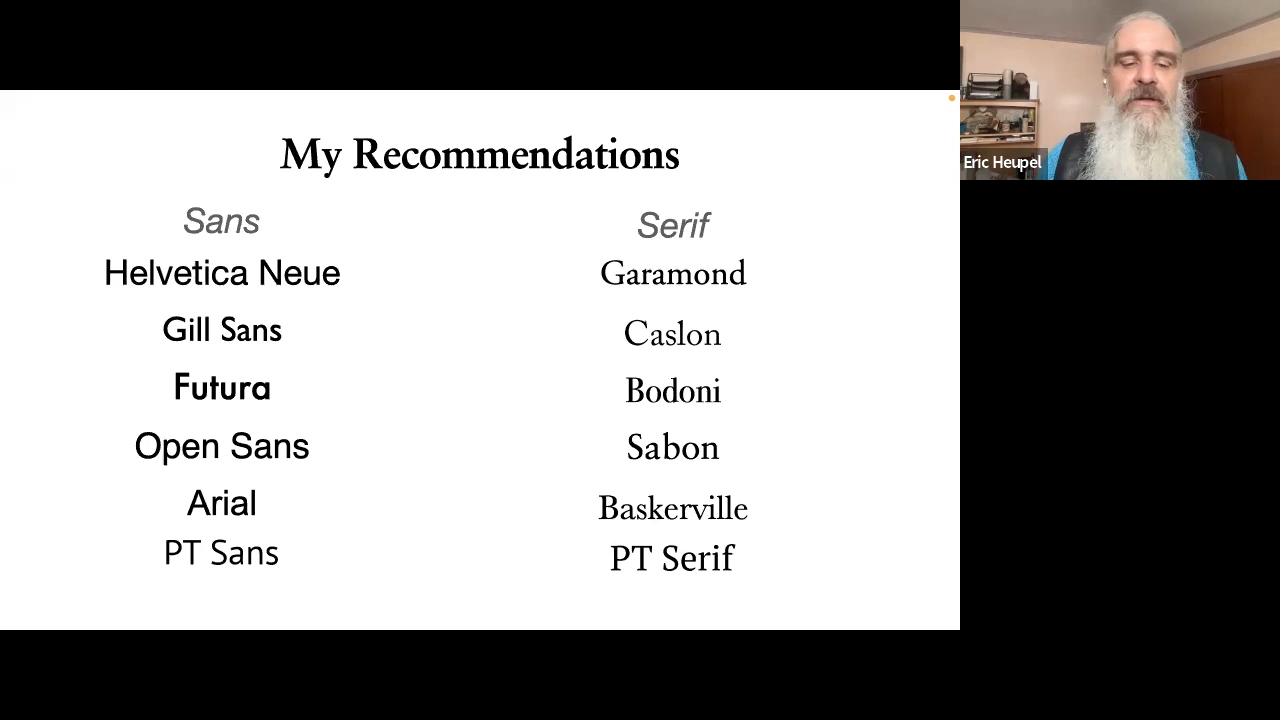 My Recommendations
Sans
Helvetica Neue
Gill Sans
Futura
Open Sans
Arial
PT Sans
Serif
Garamond
Caslon
Bodoni
Sabon
Baskerville
PT Serif
Eric Heupel